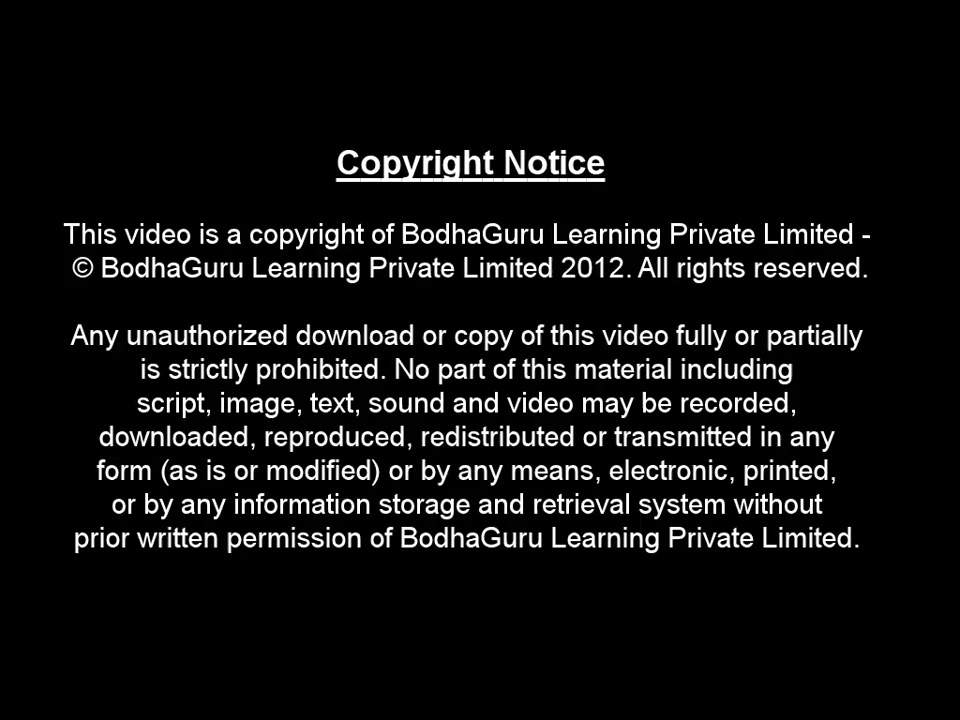 Copyright Notice
This video is a copyright of BodhaGuru Learning Private Limited -
© BodhaGuru Learning Private Limited 2012. All rights reserved.
Any unauthorized download or copy of this video fully or partially
is strictly prohibited. No part of this material including
script, image, text, sound and video may be recorded,
downloaded, reproduced, redistributed or transmitted in any
form (as is or modified) or by any means, electronic, printed,
or by any information storage and retrieval system without
prior written permission of BodhaGuru Learning Private Limited.